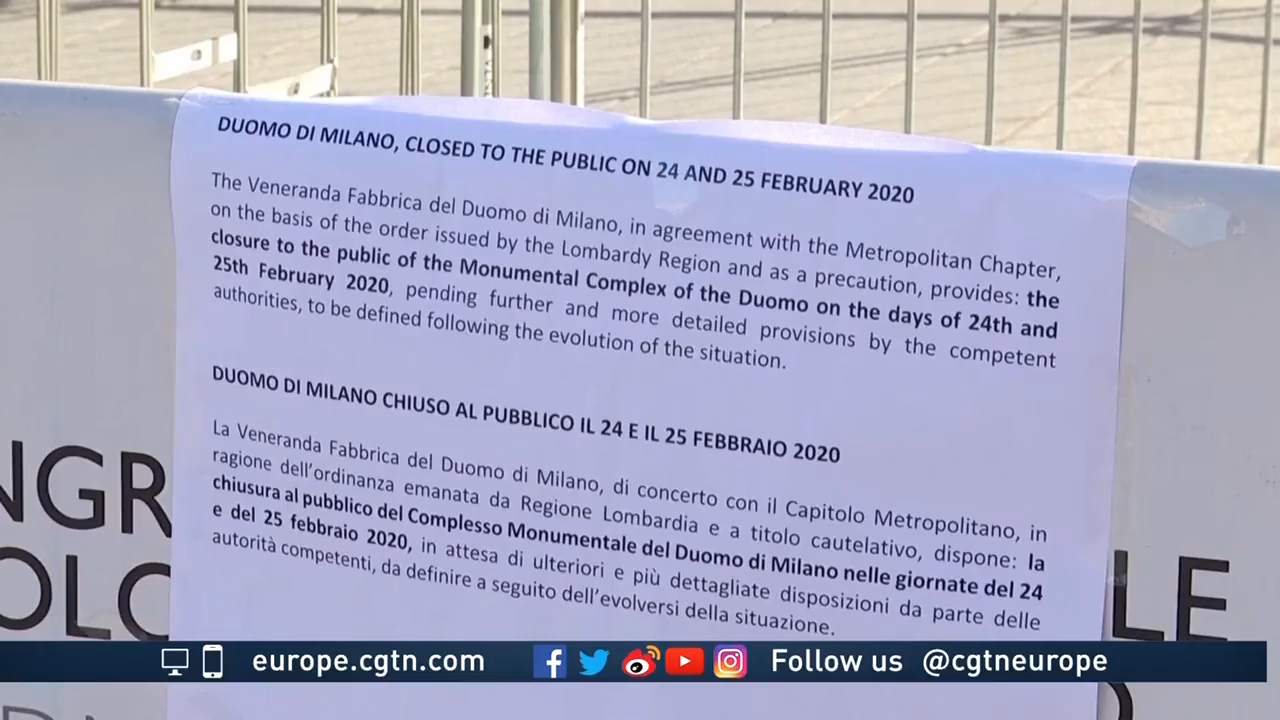 DUOMO DI MILANO, CLOSED TO THE PUBLIC ON 24 AND 25 FEBRUARY 2020
The Veneranda Fabbrica del Duomo di Milano, in agreement with the Metropolitan Chapter,
on the basis of the order issued by the Lombardy Region and as a precaution, provides: the
closure to the public of the Monumental Complex of the Duomo on the days of 24th and
25th February 2020, pending further and more detailed provisions by the competent
authorities, to be defined following the evolution of the situation.
DUOMO DI MILANO CHIUSO AL PUBBLICO IL 24 E IL 25 FEBBRAIO 2020
La Veneranda Fabbrica del Duomo di Milano, di concerto con il Capitolo Metropolitano, in
ragione dell'ordinanza emanata da Regione Lombardia e a titolo cautelativo, dispone: la
chiusura al pubblico del Complesso Monumentale del Duomo di Milano nelle giornate del 24
e del 25 febbraio 2020, in attesa di ulteriori e più dettagliate disposizioni da parte delle
autorità competenti, da definire a seguito dell'evolversi della situazione.
NGR
OLO
LE
europe.cgtn.com Follow us @cgtneurope